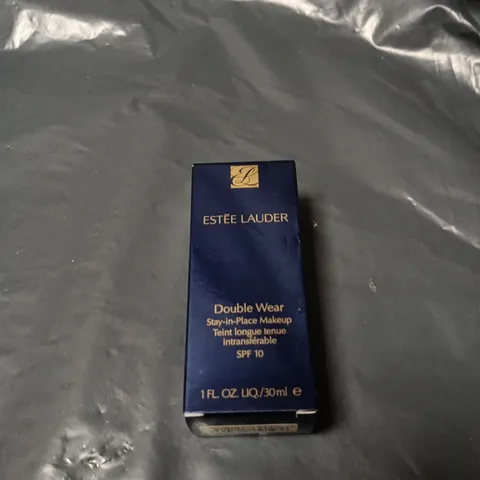 ESTĒE LAUDER
Double Wear
Stay-in-Place Makeup
Teint longue tenue
intransférable
SPF 10
1 FL. OZ. LIQ./30ml e